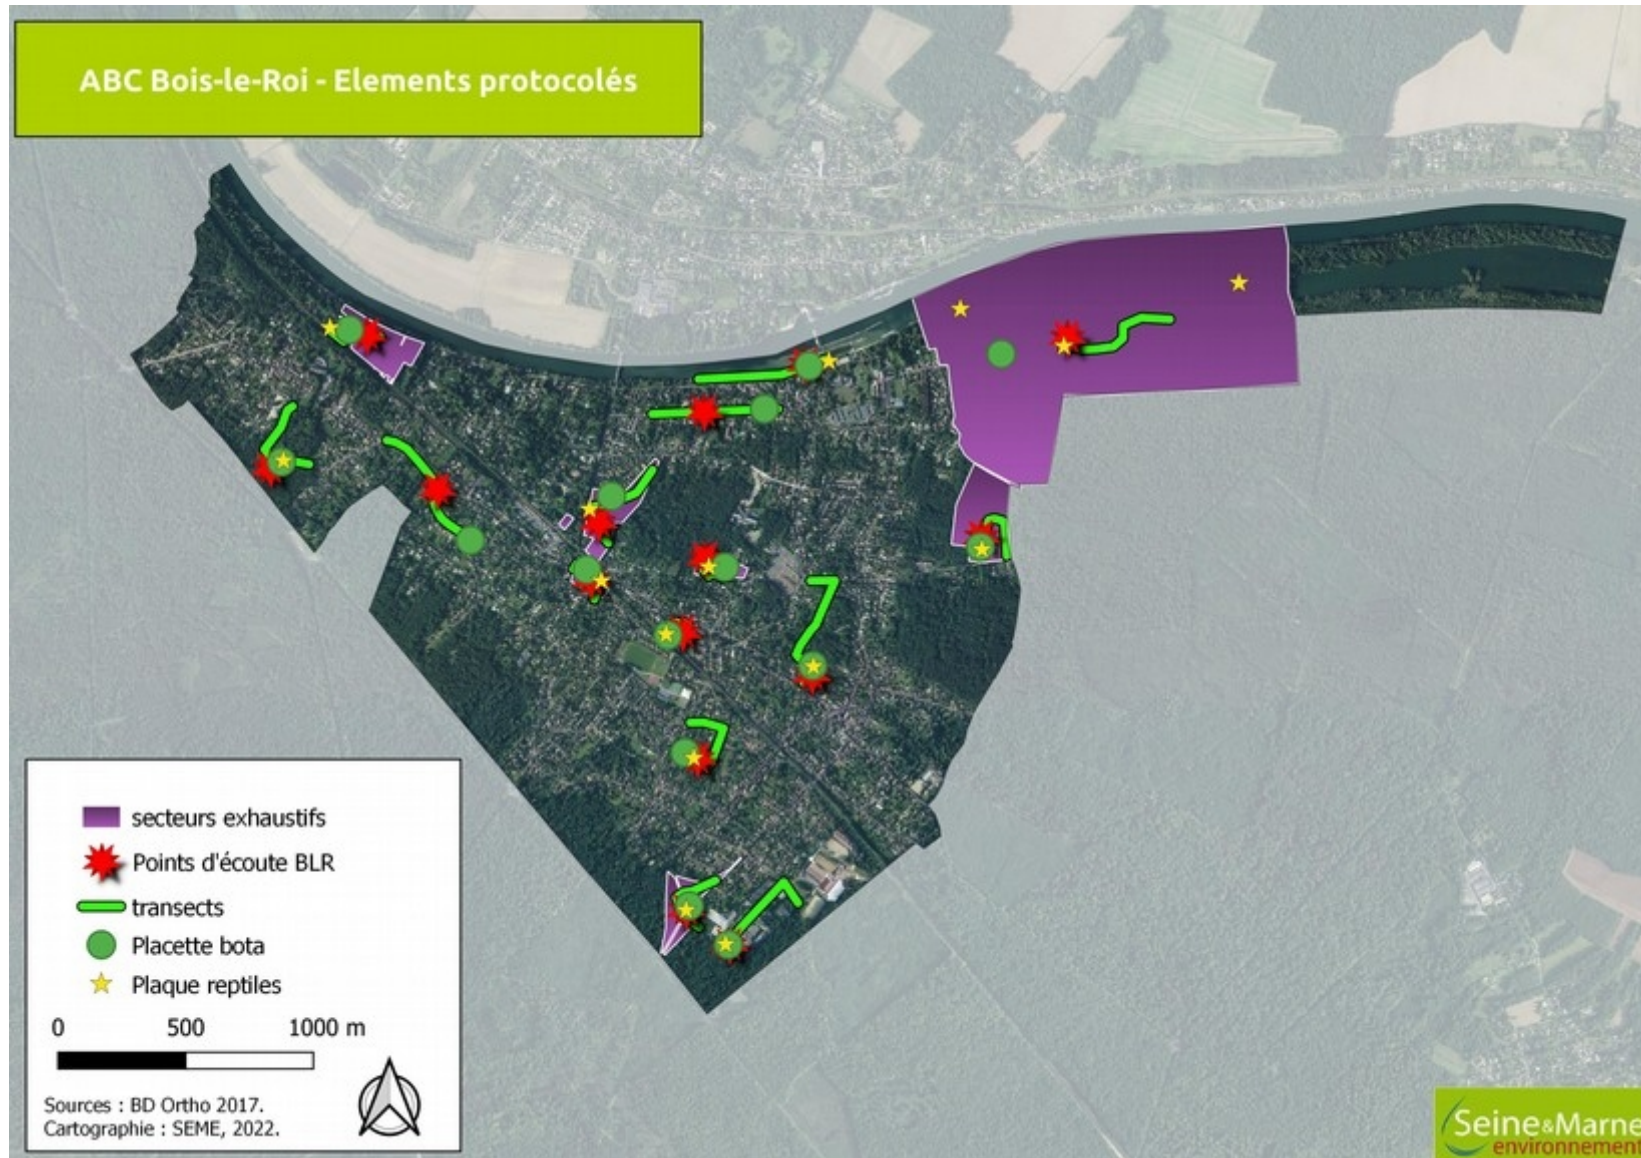 ABC Bois-le-Roi - Elements protocolés
secteurs exhaustifs
Points d'écoute BLR
transects
Placette bota
Plaque reptiles
0 500 1000 m
Sources : BD Ortho 2017.
Cartographie : SEME, 2022.
Seine&Marne
environnement